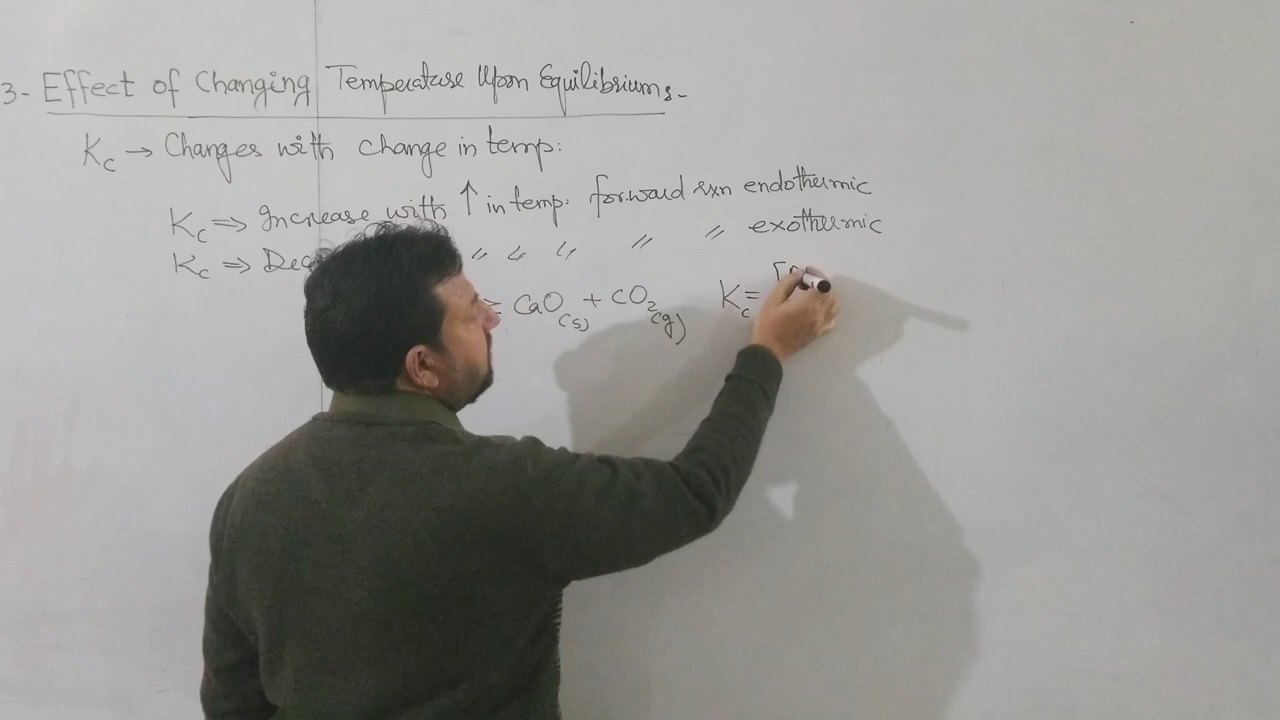 3- Effect of Changing Temperature Upon Equilibriums-
Kc → Changes with change in temp:
Kc ⇒ Increase with ↑ in temp: forward rxn endothermic
Kc ⇒ 〃 〃 〃 〃 〃 exothermic
CaO(s) + CO2(g) Kc = [